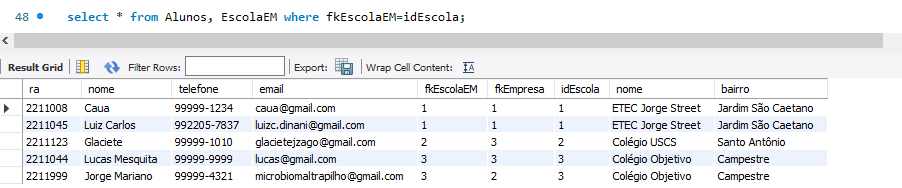 48 select * from Alunos, EscolaEM where fkEscolaEM=idEscola;
Result Grid Filter Rows: Export: Wrap Cell Content:
ra nome telefone email fkEscolaEM fkEmpresa idEscola nome bairro
2211008 Caua 99999-1234 caua@gmail.com 1 1 1 ETEC Jorge Street Jardim São Caetano
2211045 Luiz Carlos 992205-7837 luizc.dinani@gmail.com 1 1 1 ETEC Jorge Street Jardim São Caetano
2211123 Glaciete 99999-1010 glacietejzago@gmail.com 2 3 2 Colégio USCS Santo Antônio
2211044 Lucas Mesquita 99999-9999 lucas@gmail.com 3 3 3 Colégio Objetivo Campestre
2211999 Jorge Mariano 99999-4321 microbiomaltrapilho@gmail.com 3 2 3 Colégio Objetivo Campestre